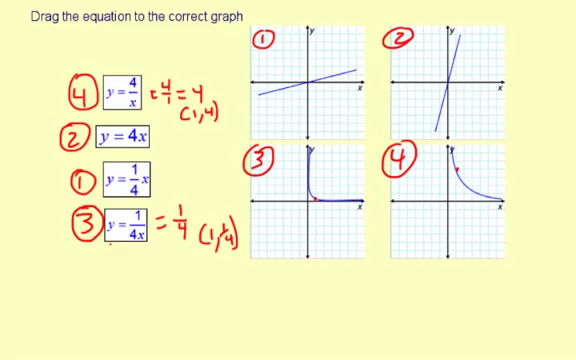 Drag the equation to the correct graph
① y
x
② y
x
④ y = 4/x = 4/1 = 4
(1,4)
② y = 4x
① y = 1/4 x
③ y = 1/4x = 1/4 (1,1/4)
③ y
x
④ y
x